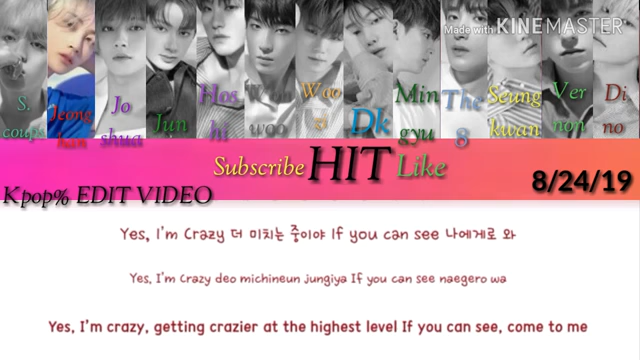 Made with KINEMASTER
S. coups
Jeong han
Jo shua
Jun
Hos hi
Won woo
Woo zi
Dk
Min gyu
The 8
Seung kwan
Ver non
Di no
Subscribe HIT Like
Kpop% EDIT VIDEO
8/24/19
Yes, I'm Crazy 더 미치는 중이야 If you can see 나에게로 와
Yes, I'm Crazy deo michineun jungiya If you can see naegero wa
Yes, I'm crazy, getting crazier at the highest level If you can see, come to me